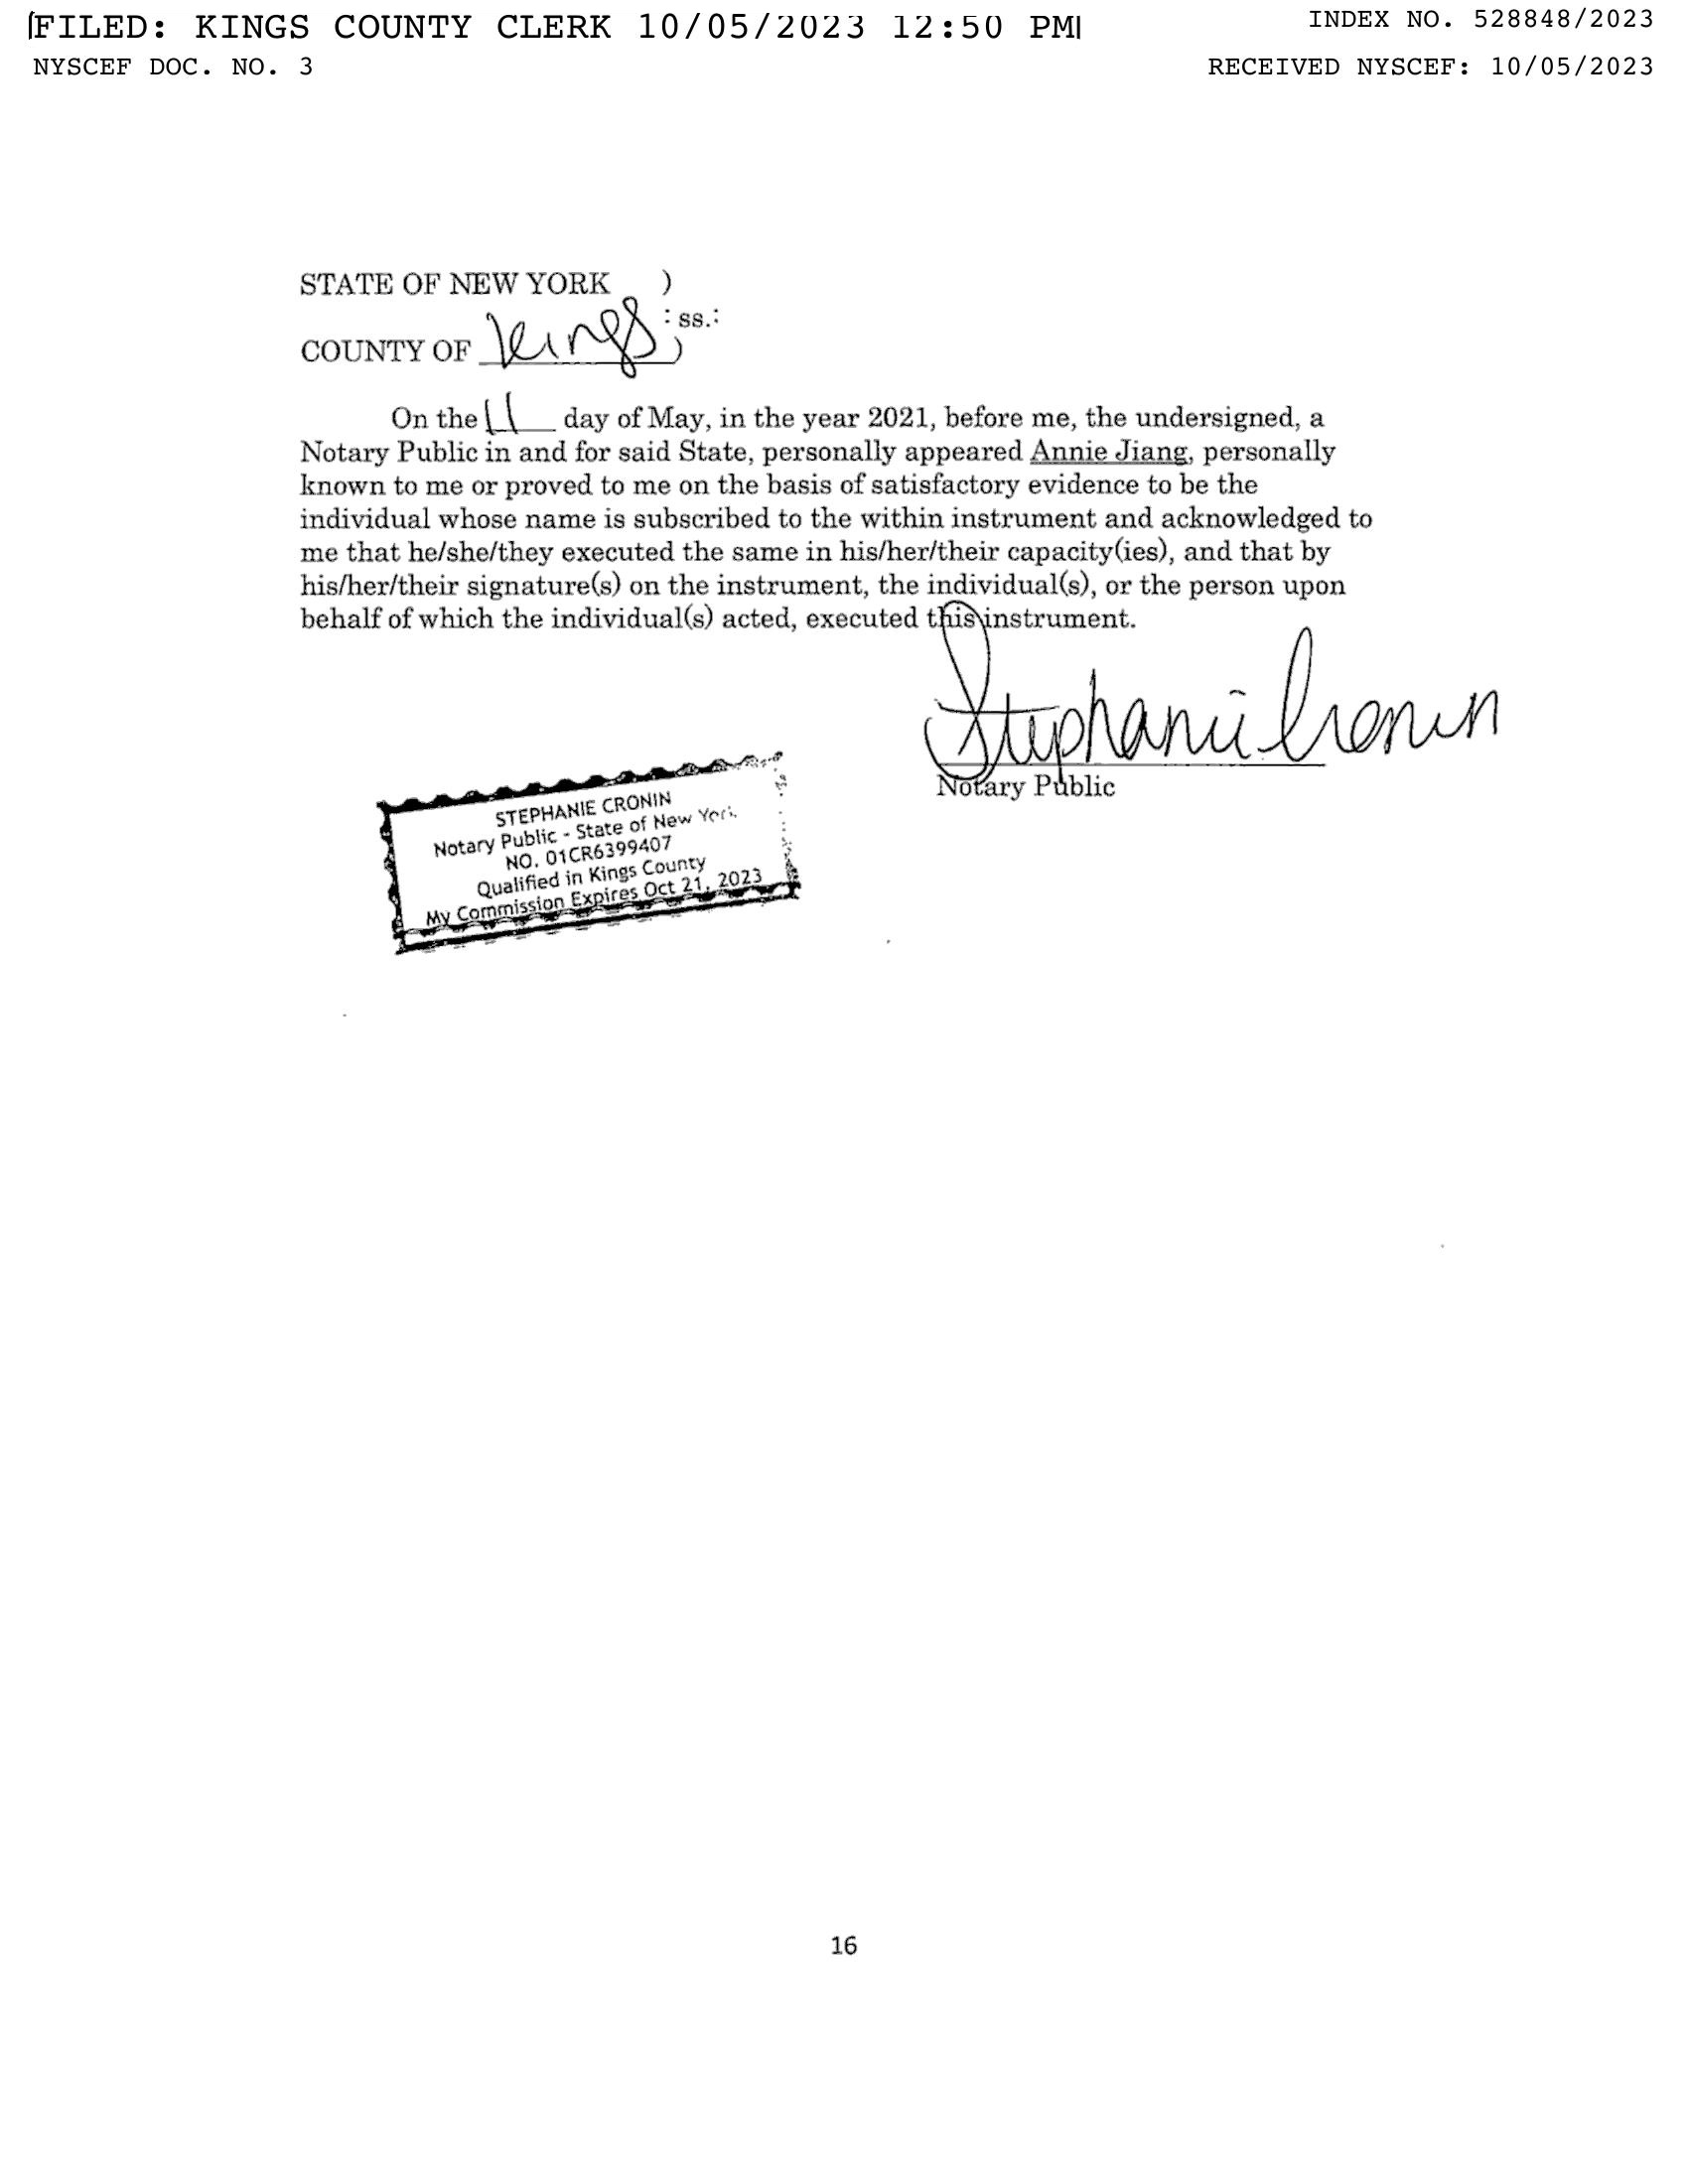 FILED: KINGS COUNTY CLERK 10/05/2023 12:50 PM
INDEX NO. 528848/2023
NYSCEF DOC. NO. 3
RECEIVED NYSCEF: 10/05/2023
STATE OF NEW YORK )
: ss.:
COUNTY OF Kings )
On the 11 day of May, in the year 2021, before me, the undersigned, a
Notary Public in and for said State, personally appeared Annie Jiang, personally
known to me or proved to me on the basis of satisfactory evidence to be the
individual whose name is subscribed to the within instrument and acknowledged to
me that he/she/they executed the same in his/her/their capacity(ies), and that by
his/her/their signature(s) on the instrument, the individual(s), or the person upon
behalf of which the individual(s) acted, executed this instrument.
Stephanie Cronin
Notary Public
STEPHANIE CRONIN
Notary Public - State of New York
NO. 01CR6399407
Qualified in Kings County
My Commission Expires Oct 21, 2023
16